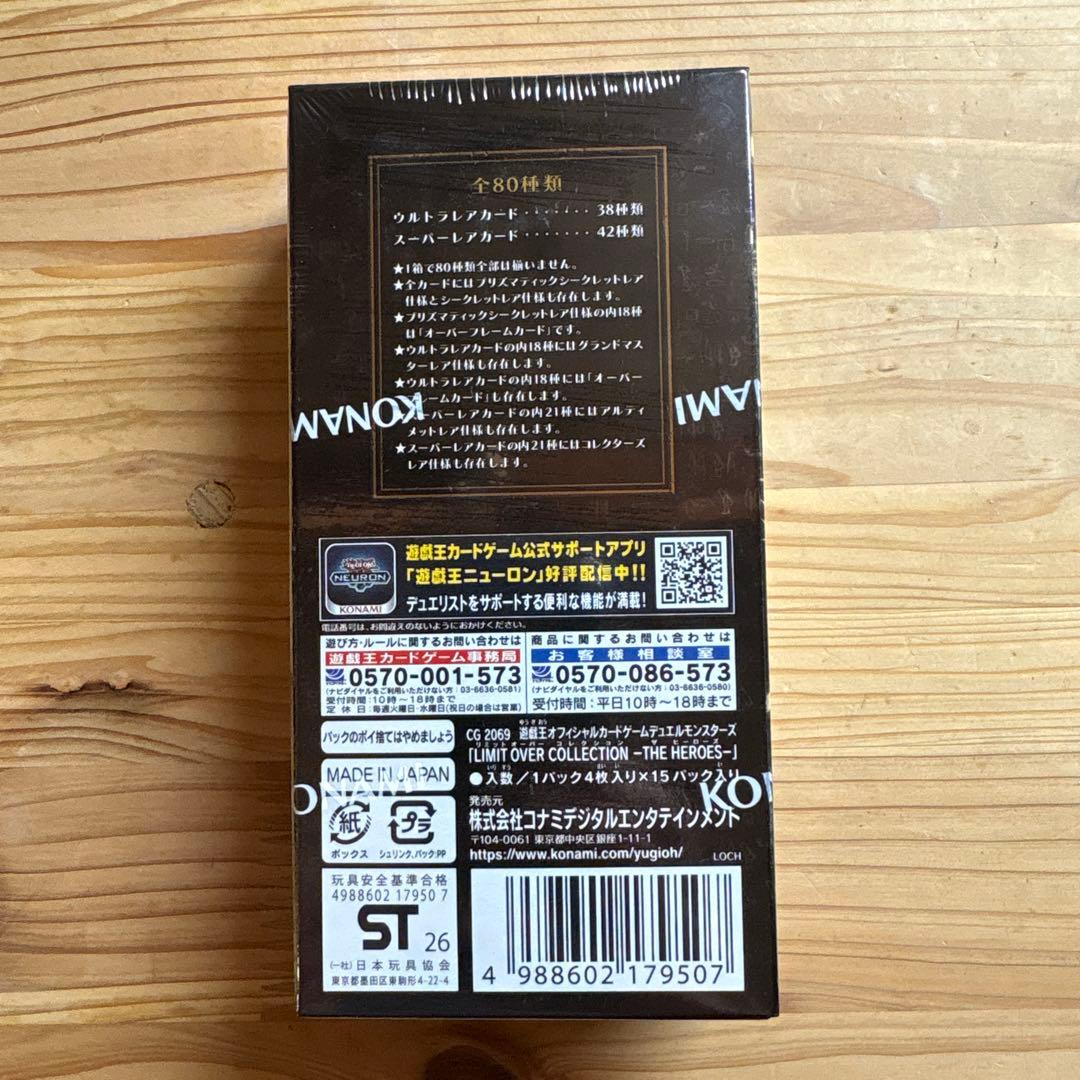 全80種類
ウルトラレアカード・・・・・・・38種類
スーパーレアカード・・・・・・・42種類
★1箱で80種類全部は揃いません。
★全カードにはプリズマティックシークレットレア
仕様とシークレットレア仕様も存在します。
★プリズマティックシークレットレア仕様の内18種
は「オーバーフレームカード」です。
★ウルトラレアカードの内18種にはグランドマス
ターレア仕様も存在します。
★ウルトラレアカードの内18種には「オーバー
フレームカード」も存在します。
★スーパーレアカードの内21種にはアルティ
メットレア仕様も存在します。
★スーパーレアカードの内21種にはコレクターズ
レア仕様も存在します。
KONAMI
KONAM
NAMI
AMI
Yu-Gi-Oh!
NEURON
KONAMI
遊戯王カードゲーム公式サポートアプリ
「遊戯王ニューロン」好評配信中!!
デュエリストをサポートする便利な機能が満載!
電話番号は、お間違えのないようにおかけください。
遊び方・ルールに関するお問い合わせは
遊戯王カードゲーム事務局
0570-001-573
(ナビダイヤルをご利用いただけない方:03-6636-0581)
受付時間:10時〜18時まで
定休日:毎週火曜日・水曜日(祝日の場合は営業)
商品に関するお問い合わせは
お客様相談室
0570-086-573
(ナビダイヤルをご利用いただけない方:03-6636-0580)
受付時間:平日10時〜18時まで
パックのポイ捨てはやめましょう
MADE IN JAPAN
紙
ボックス
プラ
シュリンク、パック:PP
CG 2069 遊戯王オフィシャルカードゲームデュエルモンスターズ
「LIMIT OVER COLLECTION -THE HEROES-」
●入数/1パック4枚入り×15パック入り
発売元
株式会社コナミデジタルエンタテインメント
〒104-0061 東京都中央区銀座1-11-1
https://www.konami.com/yugioh/
LOCH
ONAMI
KO
玩具安全基準合格
4988602 17950 7
ST 26
(一社)日本玩具協会
東京都墨田区東駒形4-22-4
4 988602 179507